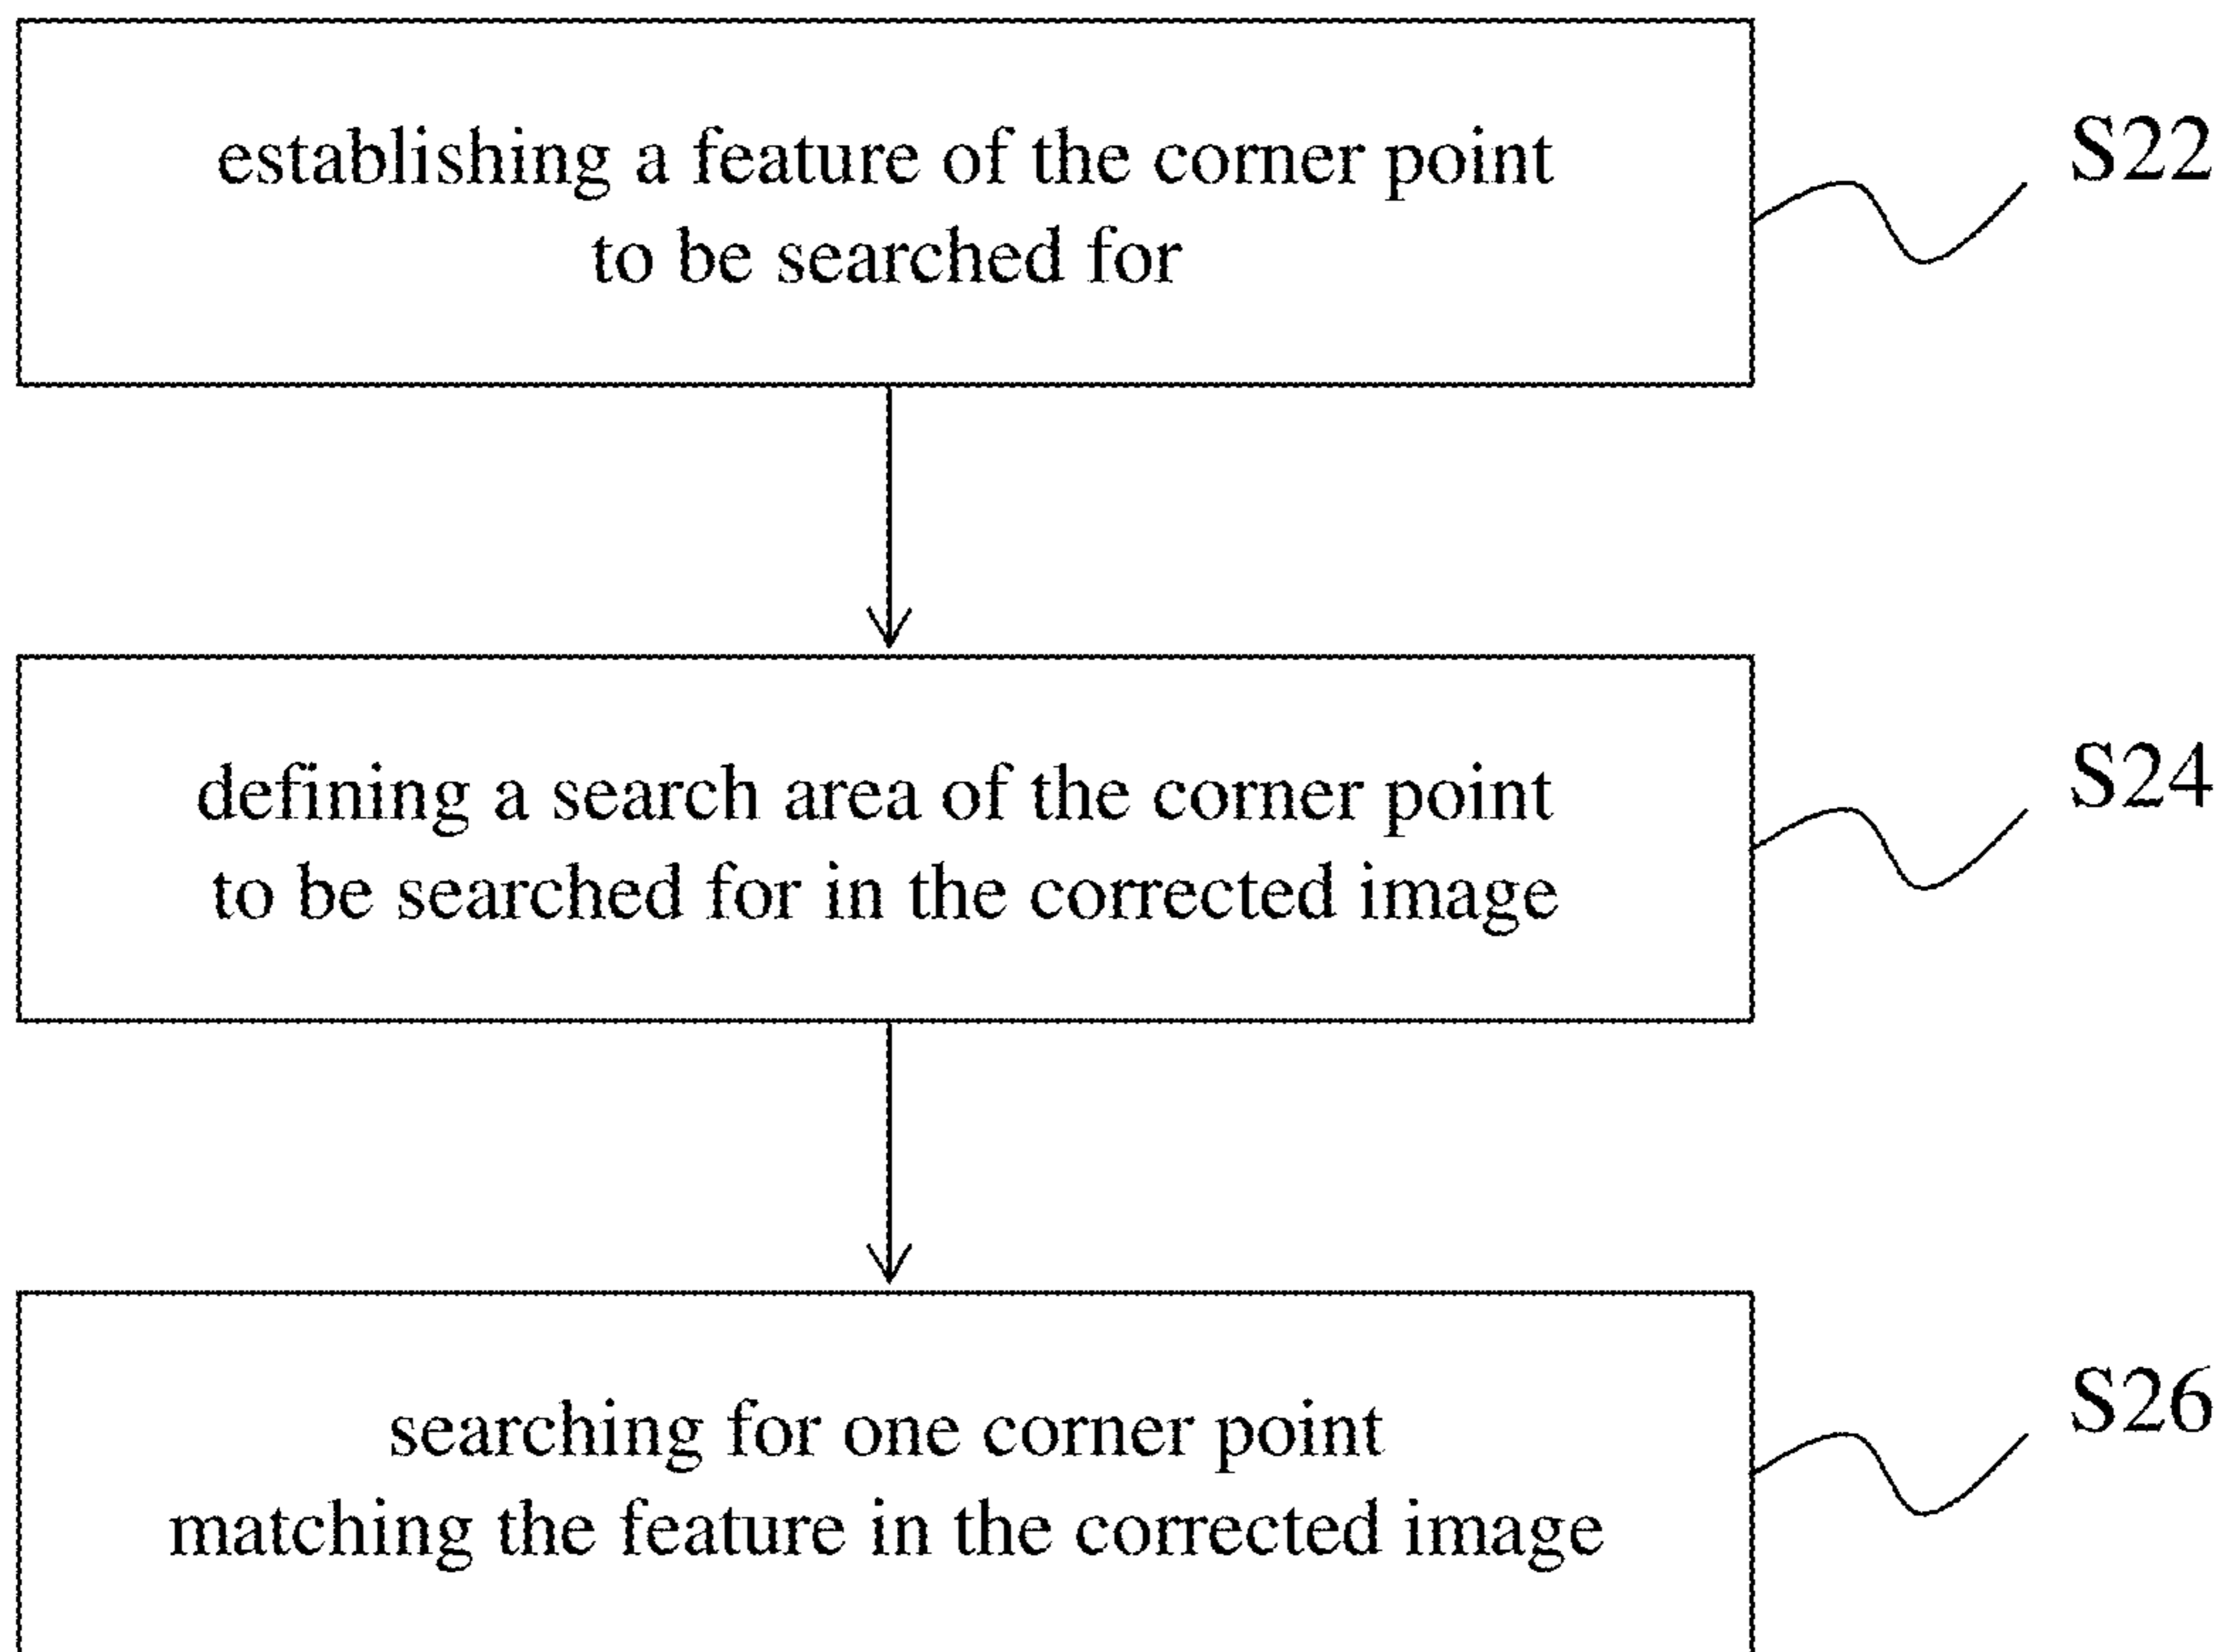 establishing a feature of the corner point
to be searched for
S22
defining a search area of the corner point
to be searched for in the corrected image
S24
searching for one corner point
matching the feature in the corrected image
S26